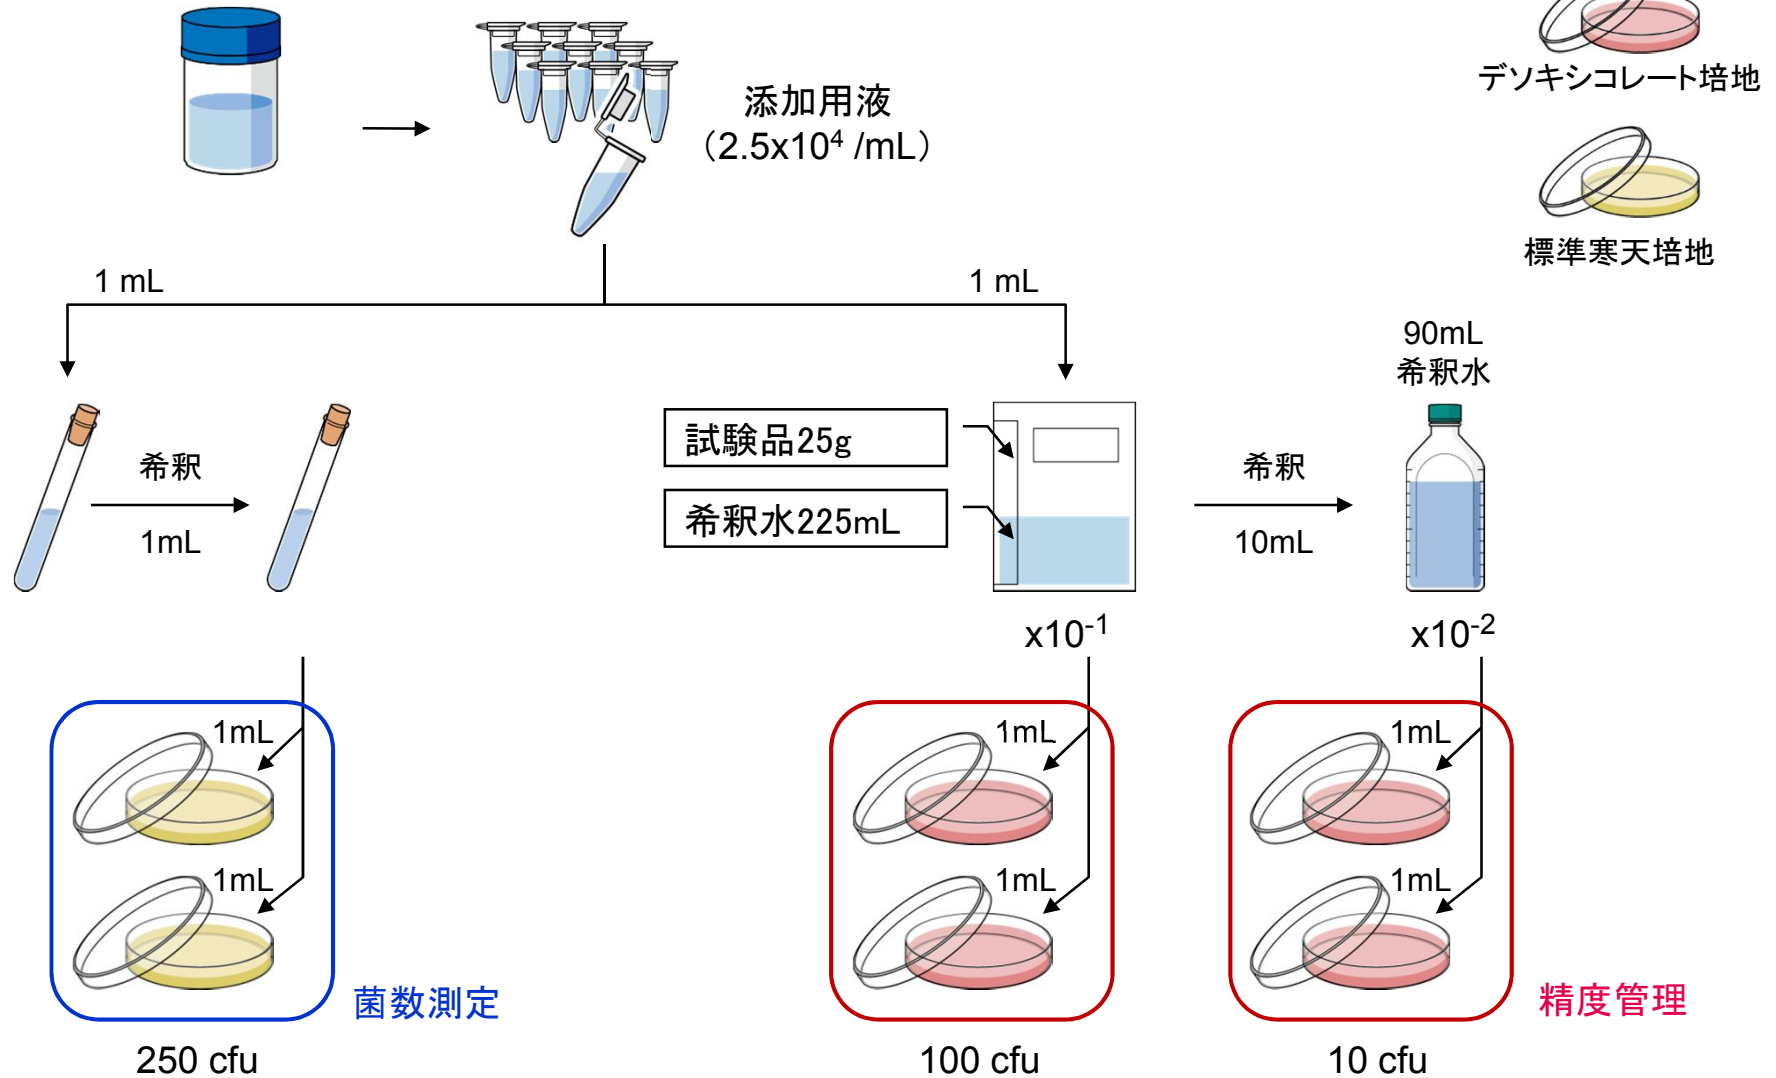 デソキシコレート培地
添加用液
（2.5x10⁴ /mL）
標準寒天培地
1 mL
1 mL
90mL
希釈水
試験品25g
希釈水225mL
希釈
1mL
希釈
10mL
x10⁻¹
x10⁻²
1mL
1mL
1mL
1mL
1mL
1mL
菌数測定
精度管理
250 cfu
100 cfu
10 cfu